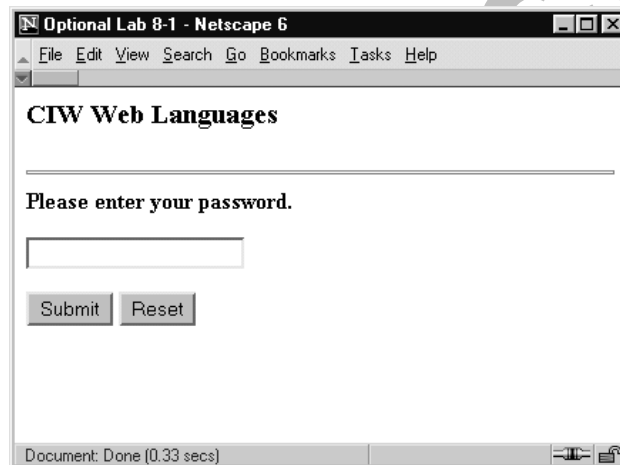 N Optional Lab 8-1 - Netscape 6
File Edit View Search Go Bookmarks Tasks Help
CIW Web Languages
Please enter your password.
Submit Reset
Document: Done (0.33 secs)